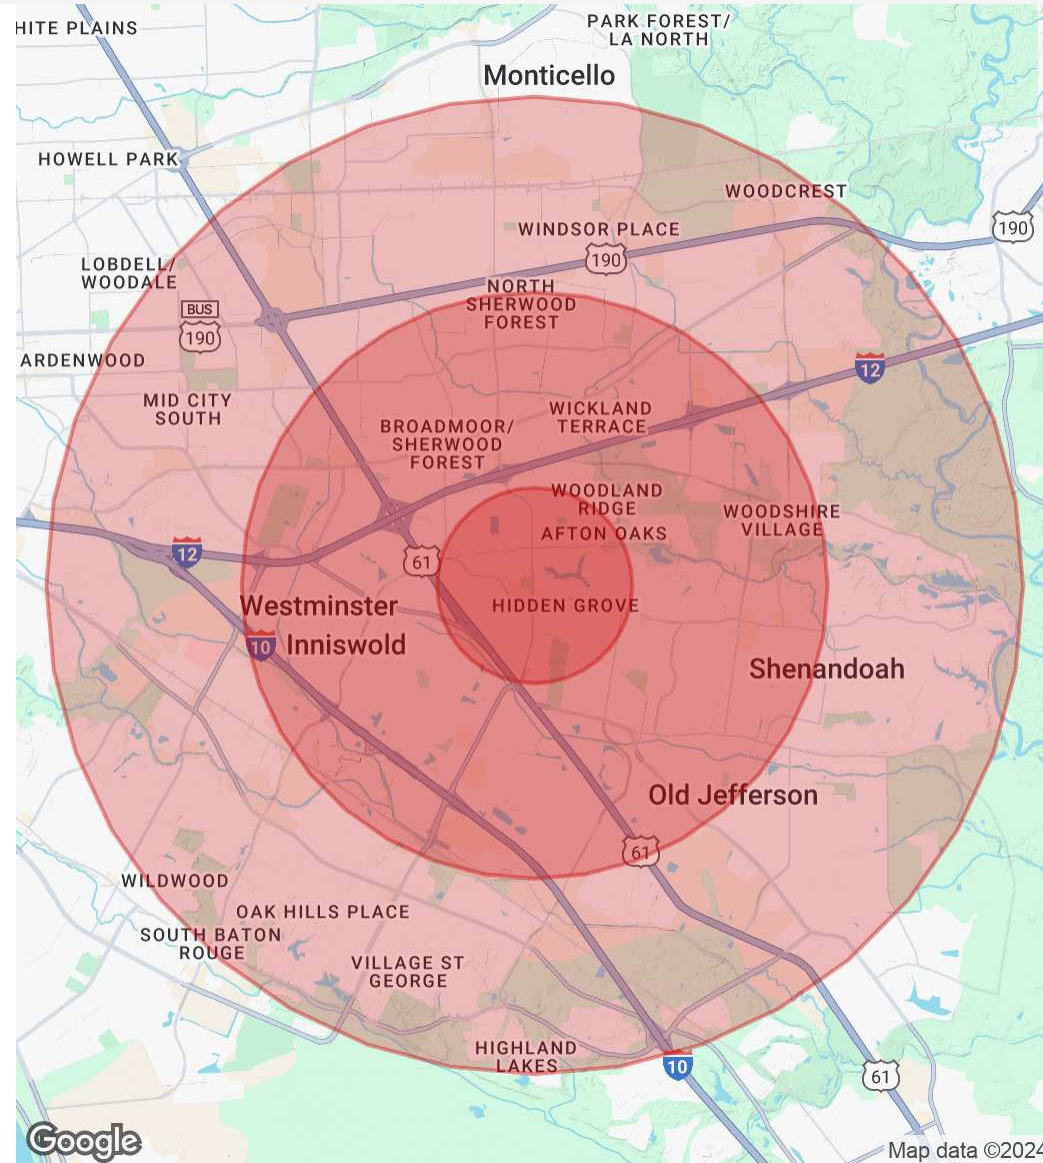 HITE PLAINS
PARK FOREST/
LA NORTH
Monticello
HOWELL PARK
WOODCREST
190
WINDSOR PLACE
190
LOBDELL/
WOODALE
NORTH
SHERWOOD
FOREST
BUS
190
ARDENWOOD
12
MID CITY
SOUTH
WICKLAND
TERRACE
BROADMOOR/
SHERWOOD
FOREST
WOODLAND
RIDGE
WOODSHIRE
VILLAGE
AFTON OAKS
12
61
Westminster
HIDDEN GROVE
10
Inniswold
Shenandoah
Old Jefferson
61
WILDWOOD
OAK HILLS PLACE
SOUTH BATON
ROUGE
VILLAGE ST
GEORGE
HIGHLAND
LAKES
10
61
Google
Map data ©2024